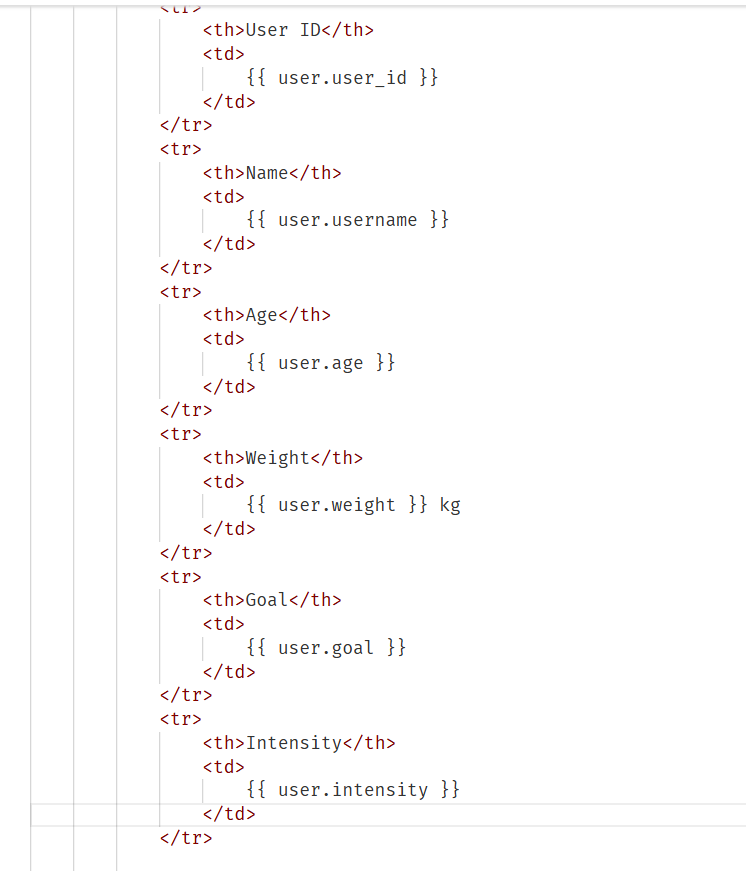 <tr>
<th>User ID</th>
<td>
{{ user.user_id }}
</td>
</tr>
<tr>
<th>Name</th>
<td>
{{ user.username }}
</td>
</tr>
<tr>
<th>Age</th>
<td>
{{ user.age }}
</td>
</tr>
<tr>
<th>Weight</th>
<td>
{{ user.weight }} kg
</td>
</tr>
<tr>
<th>Goal</th>
<td>
{{ user.goal }}
</td>
</tr>
<tr>
<th>Intensity</th>
<td>
{{ user.intensity }}
</td>
</tr>